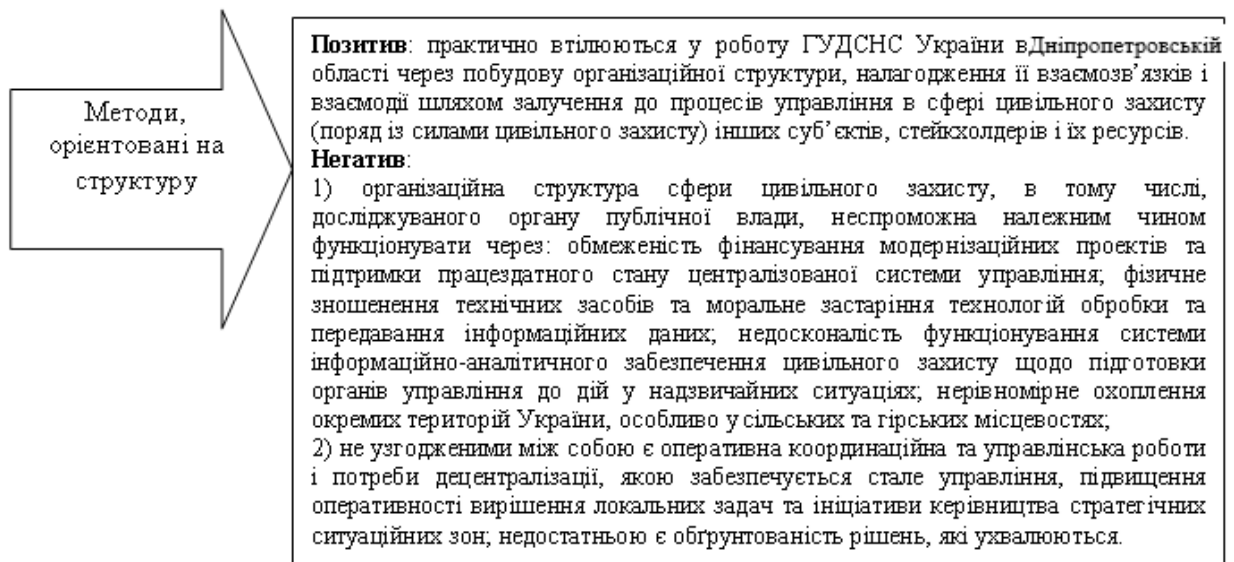 Методи,
орієнтовані на
структуру
Позитив: практично втілюються у роботу ГУДСНС України вДніпропетровській
області через побудову організаційної структури, налагодження її взаємозв’язків і
взаємодії шляхом залучення до процесів управління в сфері цивільного захисту
(поряд із силами цивільного захисту) інших суб’єктів, стейкхолдерів і їх ресурсів.
Негатив:
1) організаційна структура сфери цивільного захисту, в тому числі,
досліджуваного органу публічної влади, неспроможна належним чином
функціонувати через: обмеженість фінансування модернізаційних проектів та
підтримки працездатного стану централізованої системи управління; фізичне
зношенення технічних засобів та моральне застаріння технологій обробки та
передавання інформаційних даних; недосконалість функціонування системи
інформаційно-аналітичного забезпечення цивільного захисту щодо підготовки
органів управління до дій у надзвичайних ситуаціях; нерівномірне охоплення
окремих територій України, особливо у сільських та гірських місцевостях;
2) не узгодженими між собою є оперативна координаційна та управлінська роботи
і потреби децентралізації, якою забезпечується стале управління, підвищення
оперативності вирішення локальних задач та ініціативи керівництва стратегічних
ситуаційних зон; недостатньою є обґрунтованість рішень, які ухвалюються.